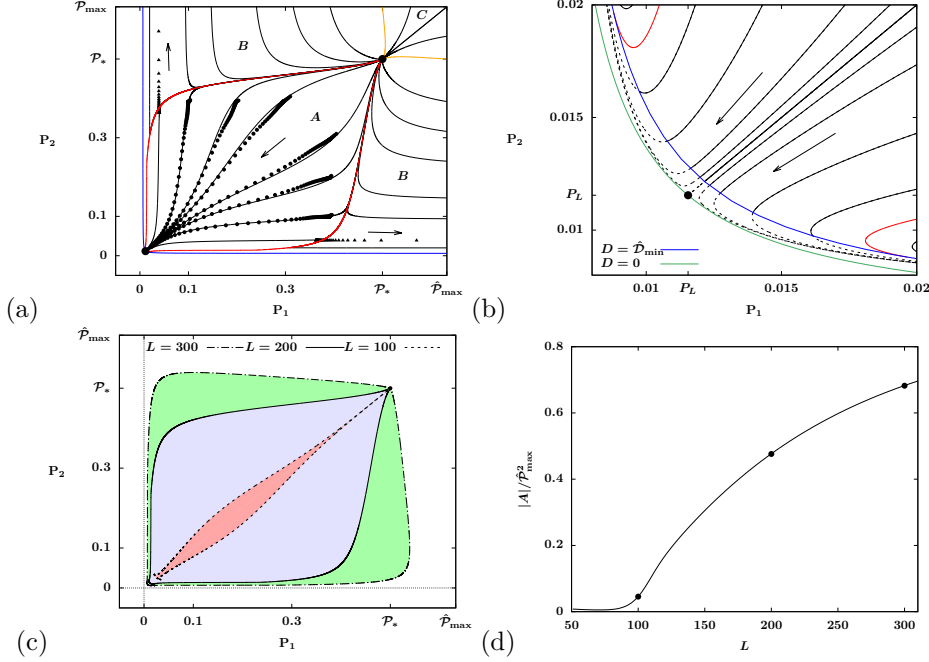 𝒫max
𝒫*
0.3
0.1
0
P2
0
0.1
0.3
𝒫*
𝒫̂max
P1
A
B
B
C
(a)
0.02
0.015
PL
0.01
P2
0.01
PL
0.015
0.02
P1
D = 𝒟̂min
D = 0
(b)
𝒫̂max
𝒫*
0.3
0.1
0
P2
L = 300
L = 200
L = 100
0
0.1
0.3
𝒫*
𝒫̂max
P1
(c)
0.8
0.6
0.4
0.2
0
|A|/𝒫̂²max
50
100
150
200
250
300
L
(d)